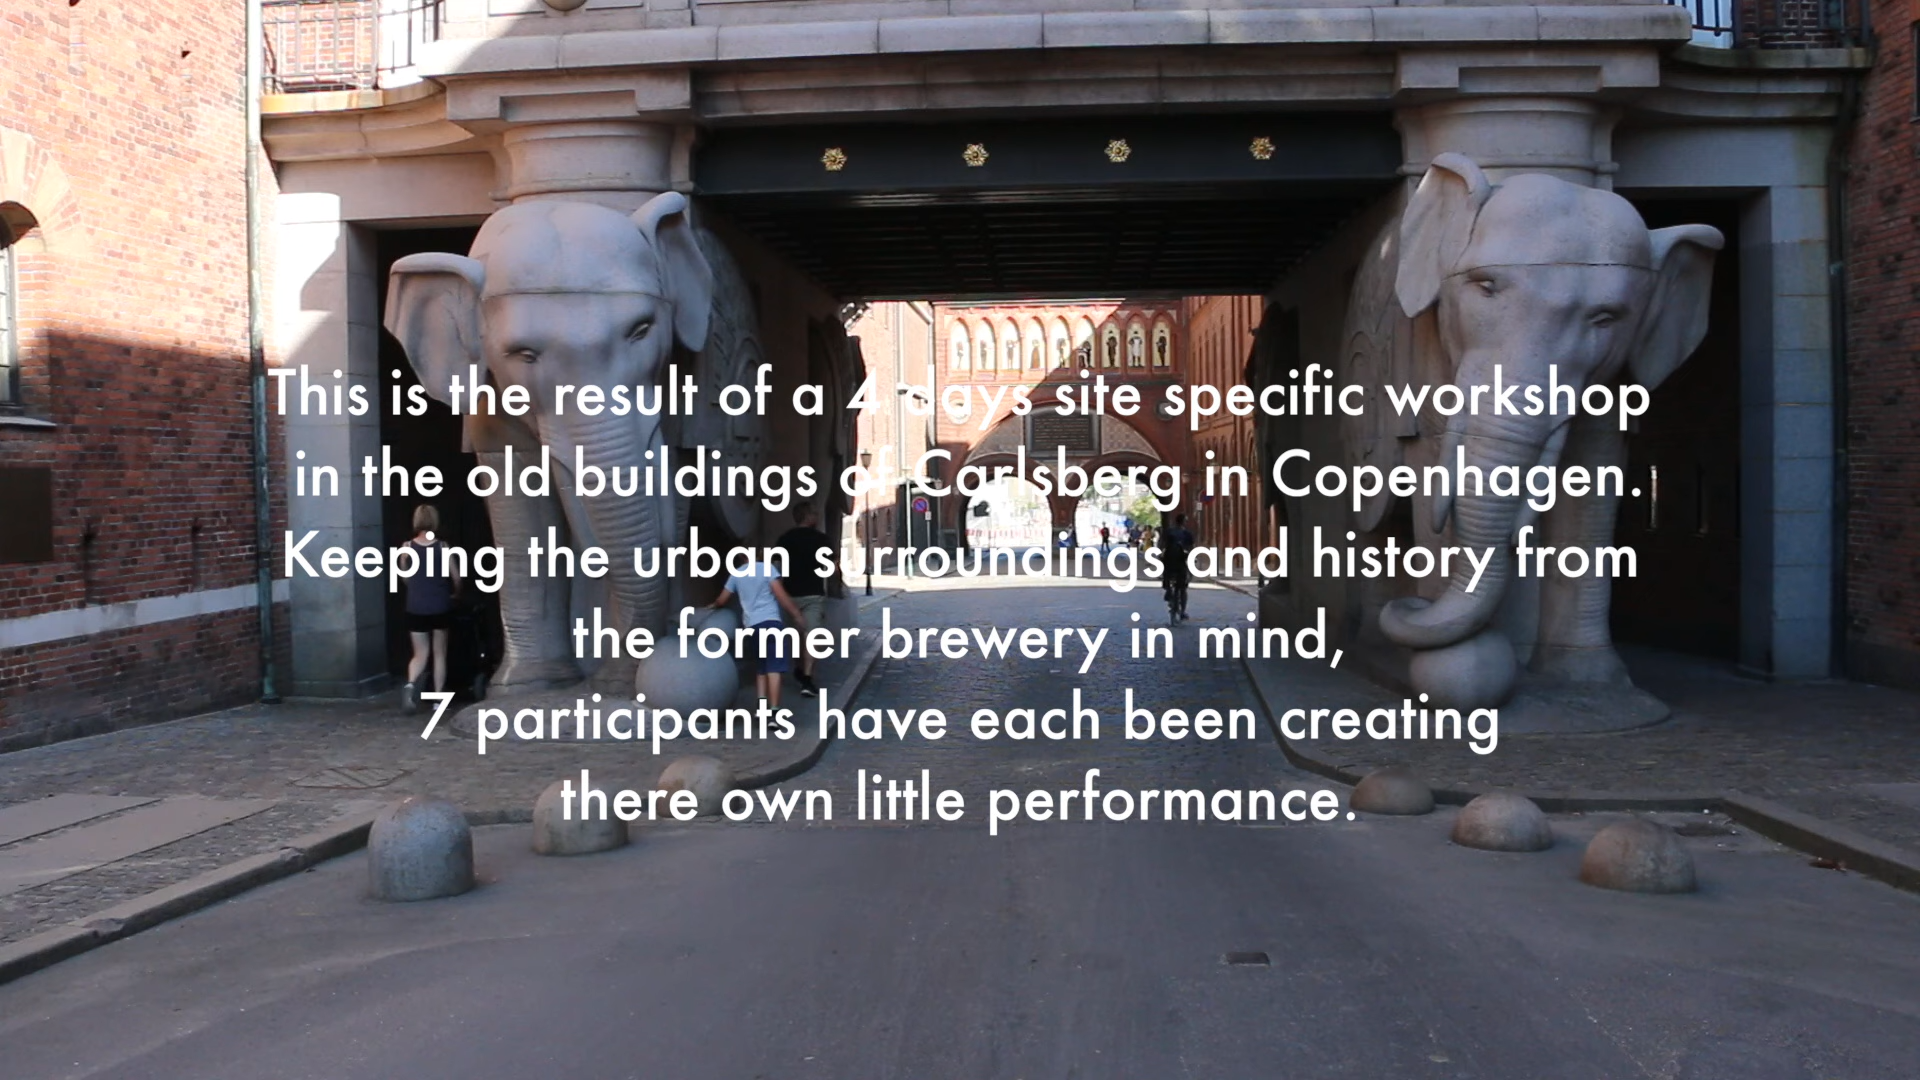 This is the result of a 4 days site specific workshop
in the old buildings of Carlsberg in Copenhagen.
Keeping the urban surroundings and history from
the former brewery in mind,
7 participants have each been creating
there own little performance.